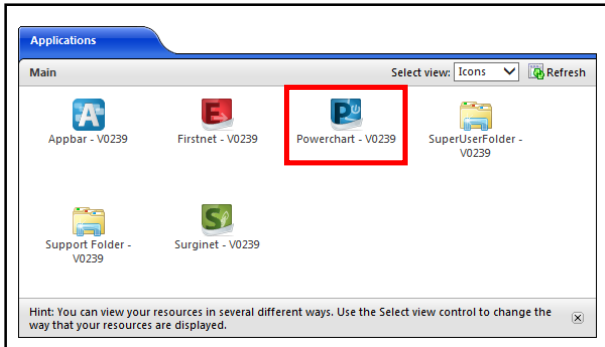 Applications
Main
Select view: Icons
Refresh
Appbar - V0239
Firstnet - V0239
Powerchart - V0239
SuperUserFolder -
V0239
Support Folder -
V0239
Surginet - V0239
Hint: You can view your resources in several different ways. Use the Select view control to change the
way that your resources are displayed.